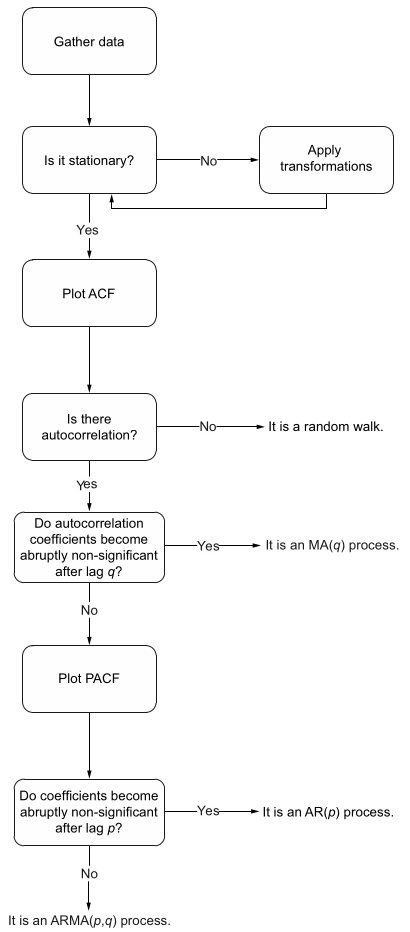 Gather data
Is it stationary?
No
Apply
transformations
Yes
Plot ACF
Is there
autocorrelation?
No
It is a random walk.
Yes
Do autocorrelation
coefficients become
abruptly non-significant
after lag q?
Yes
It is an MA(q) process.
No
Plot PACF
Do coefficients become
abruptly non-significant
after lag p?
Yes
It is an AR(p) process.
No
It is an ARMA(p,q) process.